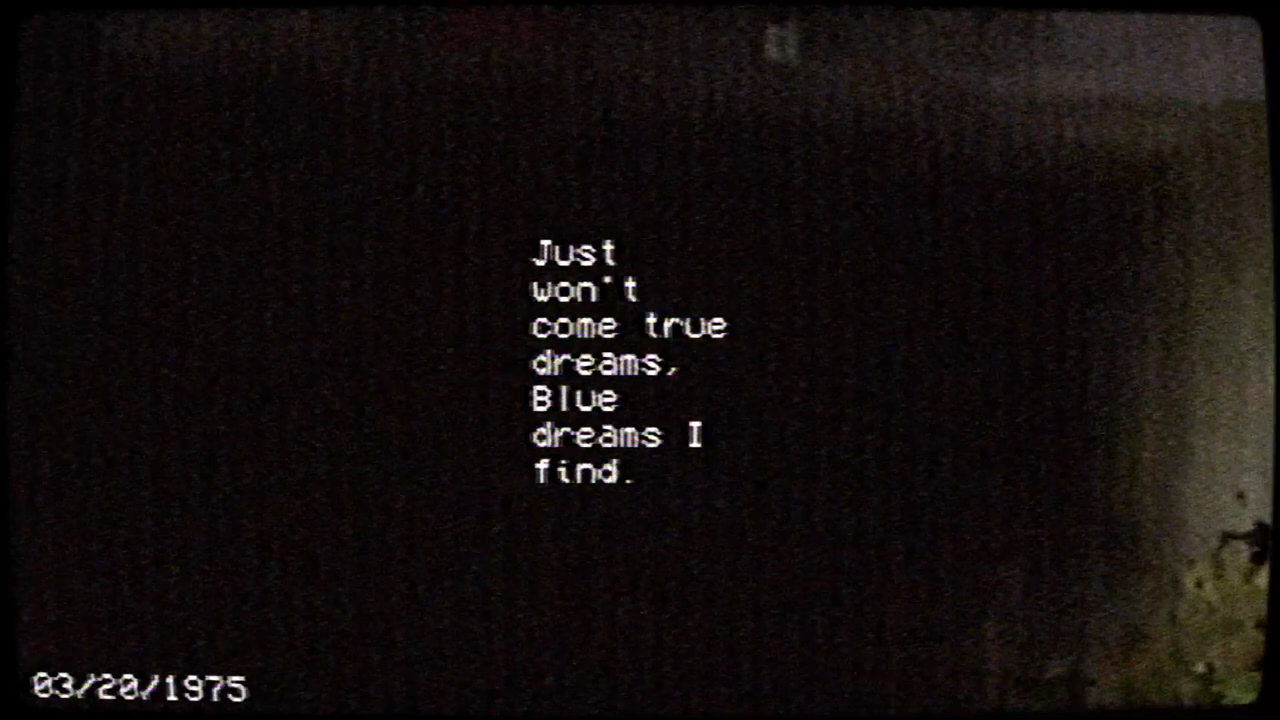 Just
won't
come true
dreams,
Blue
dreams I
find.
03/20/1975